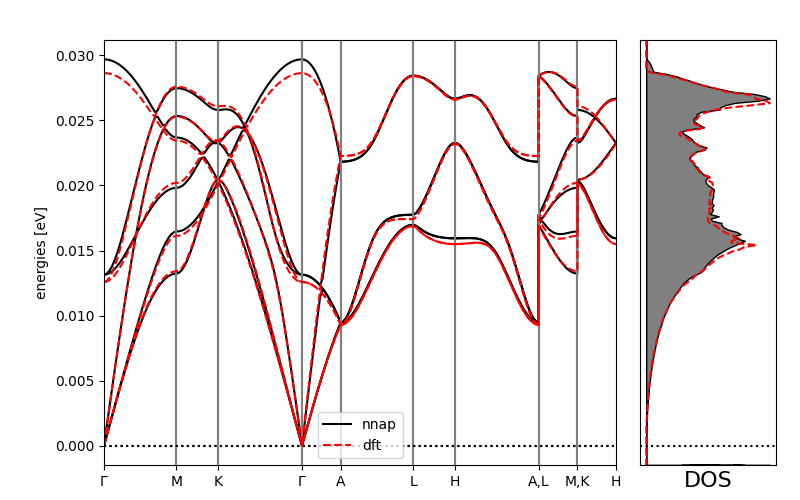 energies [eV]
0.030
0.025
0.020
0.015
0.010
0.005
0.000
nnap
dft
Γ M K Γ A L H A,L M,K H
DOS